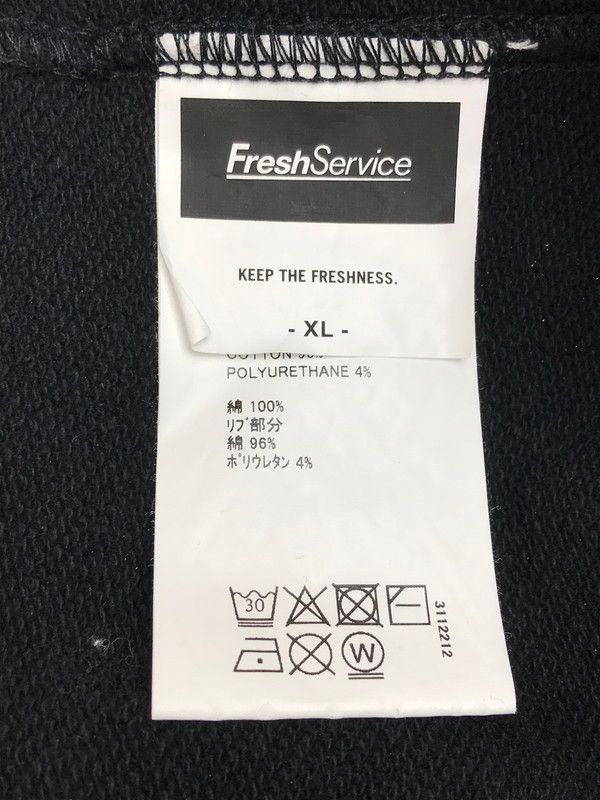 FreshService
KEEP THE FRESHNESS.
- XL -
POLYURETHANE 4%
綿 100%
リブ部分
綿 96%
ポリウレタン 4%
30
W
3112212